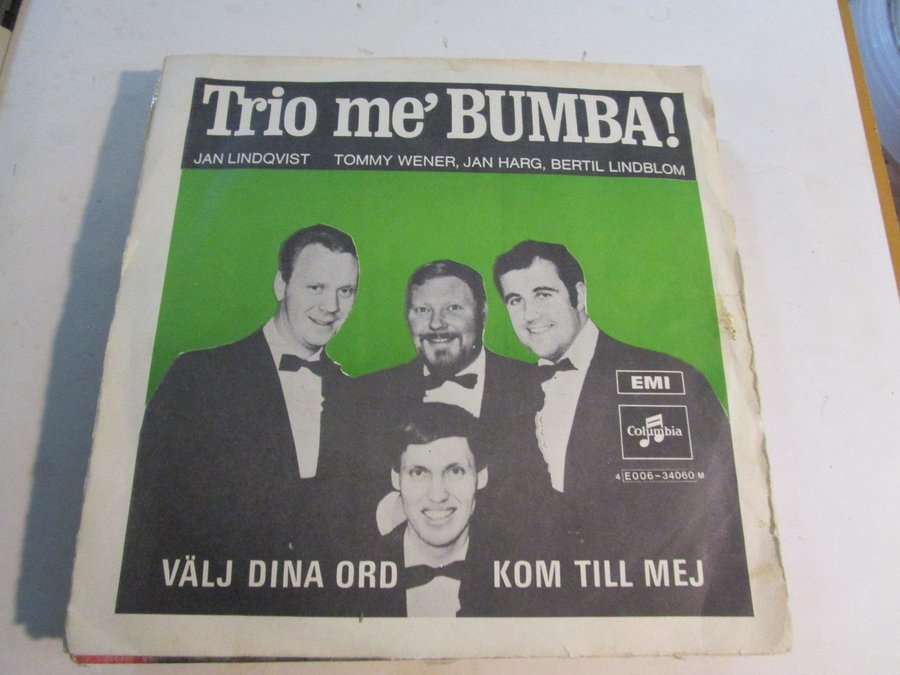 Trio me' BUMBA!
JAN LINDQVIST TOMMY WENER, JAN HARG, BERTIL LINDBLOM
EMI
Columbia
4 E006-34060 M
VÄLJ DINA ORD KOM TILL MEJ